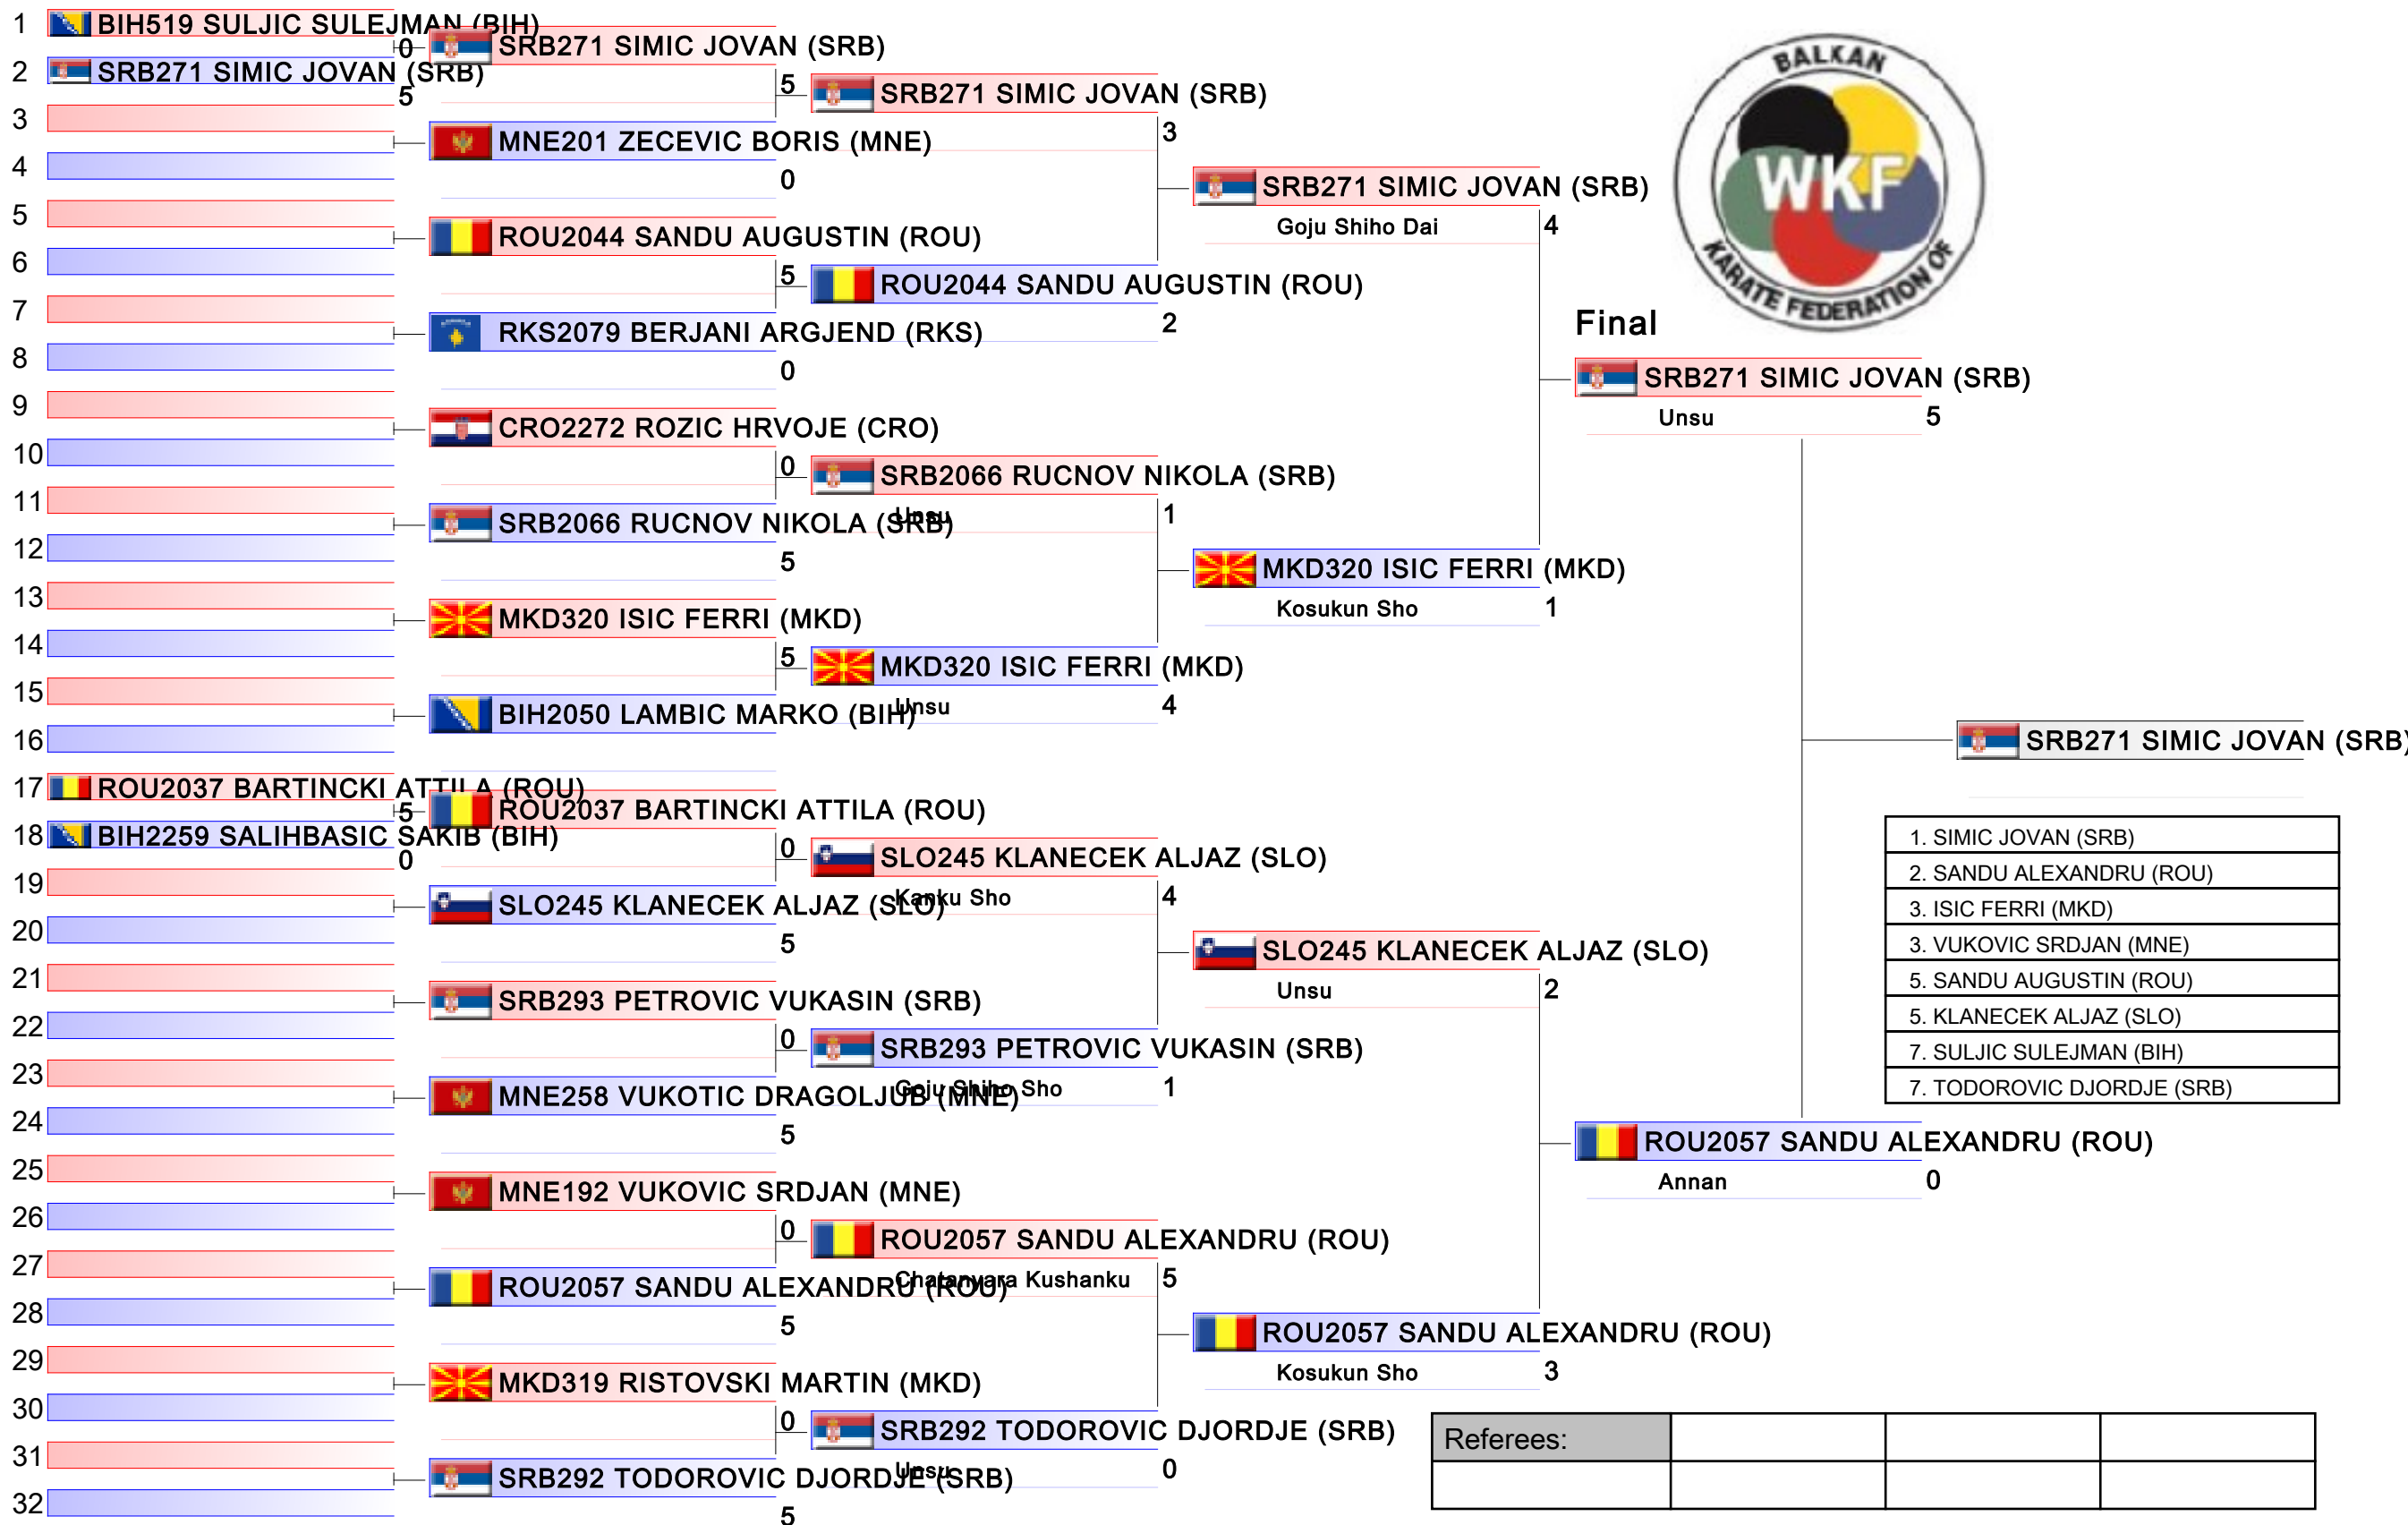 1 BIH519 SULJIC SULEJMAN (BIH)
0
2 SRB271 SIMIC JOVAN (SRB)
5
3
4
5
6
7
8
9
10
11
12
13
14
15
16
17 ROU2037 BARTINCKI ATTILA (ROU)
5
18 BIH2259 SALIHBASIC SAKIB (BIH)
0
19
20
21
22
23
24
25
26
27
28
29
30
31
32
SRB271 SIMIC JOVAN (SRB)
5
MNE201 ZECEVIC BORIS (MNE)
0
ROU2044 SANDU AUGUSTIN (ROU)
5
RKS2079 BERJANI ARGJEND (RKS)
0
CRO2272 ROZIC HRVOJE (CRO)
0
SRB2066 RUCNOV NIKOLA (SRB)
5
MKD320 ISIC FERRI (MKD)
5
BIH2050 LAMBIC MARKO (BIH)
ROU2037 BARTINCKI ATTILA (ROU)
0
SLO245 KLANECEK ALJAZ (SLO)
5
SRB293 PETROVIC VUKASIN (SRB)
0
MNE258 VUKOTIC DRAGOLJUB (MNE)
5
MNE192 VUKOVIC SRDJAN (MNE)
0
ROU2057 SANDU ALEXANDRU (ROU)
5
MKD319 RISTOVSKI MARTIN (MKD)
0
SRB292 TODOROVIC DJORDJE (SRB)
5
SRB271 SIMIC JOVAN (SRB)
3
ROU2044 SANDU AUGUSTIN (ROU)
2
SRB2066 RUCNOV NIKOLA (SRB)
Unsu 1
MKD320 ISIC FERRI (MKD)
Unsu 4
SLO245 KLANECEK ALJAZ (SLO)
Kanku Sho 4
SRB293 PETROVIC VUKASIN (SRB)
Goju Shiho Sho 1
ROU2057 SANDU ALEXANDRU (ROU)
Chatanyara Kushanku 5
SRB292 TODOROVIC DJORDJE (SRB)
Unsu 0
SRB271 SIMIC JOVAN (SRB)
Goju Shiho Dai 4
MKD320 ISIC FERRI (MKD)
Kosukun Sho 1
SLO245 KLANECEK ALJAZ (SLO)
Unsu 2
ROU2057 SANDU ALEXANDRU (ROU)
Kosukun Sho 3
BALKAN
WKF
KARATE FEDERATION OF
Final
SRB271 SIMIC JOVAN (SRB)
Unsu 5
ROU2057 SANDU ALEXANDRU (ROU)
Annan 0
SRB271 SIMIC JOVAN (SRB)
1. SIMIC JOVAN (SRB)
2. SANDU ALEXANDRU (ROU)
3. ISIC FERRI (MKD)
3. VUKOVIC SRDJAN (MNE)
5. SANDU AUGUSTIN (ROU)
5. KLANECEK ALJAZ (SLO)
7. SULJIC SULEJMAN (BIH)
7. TODOROVIC DJORDJE (SRB)
Referees: